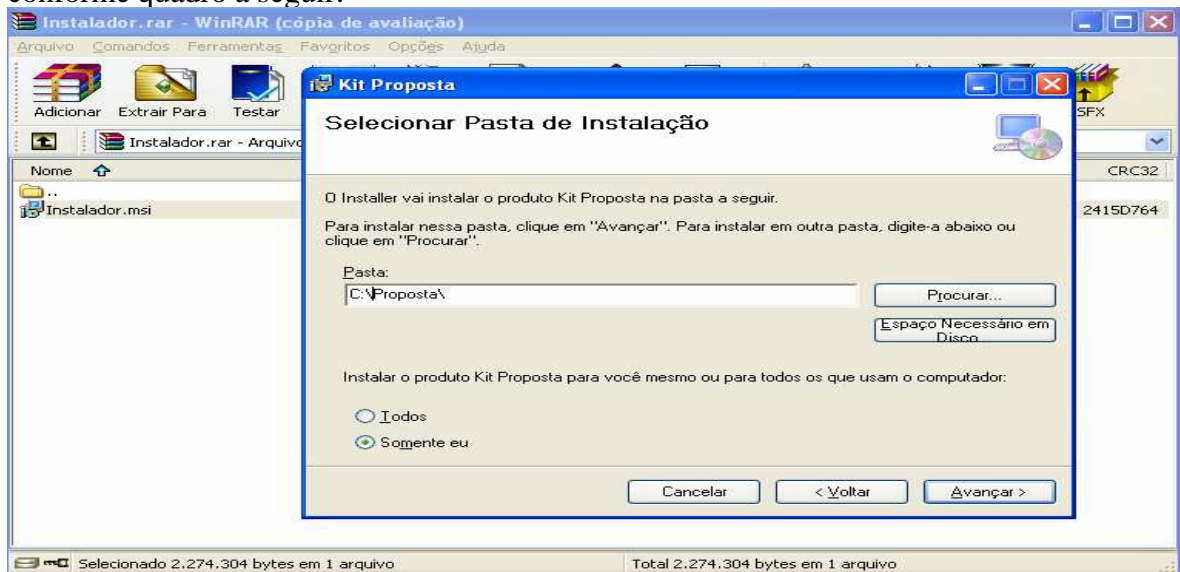 conforme quadro a seguir:
Instalador.rar - WinRAR (cópia de avaliação)
Arquivo Comandos Ferramentas Favoritos Opções Ajuda
Adicionar Extrair Para Testar
SFX
Kit Proposta
Selecionar Pasta de Instalação
Instalador.rar - Arquivo
Nome
CRC32
..
Instalador.msi
2415D764
O Installer vai instalar o produto Kit Proposta na pasta a seguir.
Para instalar nessa pasta, clique em "Avançar". Para instalar em outra pasta, digite-a abaixo ou
clique em "Procurar".
Pasta:
C:\Proposta\
Procurar...
Espaço Necessário em
Disco
Instalar o produto Kit Proposta para você mesmo ou para todos os que usam o computador:
Todos
Somente eu
Cancelar
< Voltar
Avançar >
Selecionado 2.274.304 bytes em 1 arquivo
Total 2.274.304 bytes em 1 arquivo